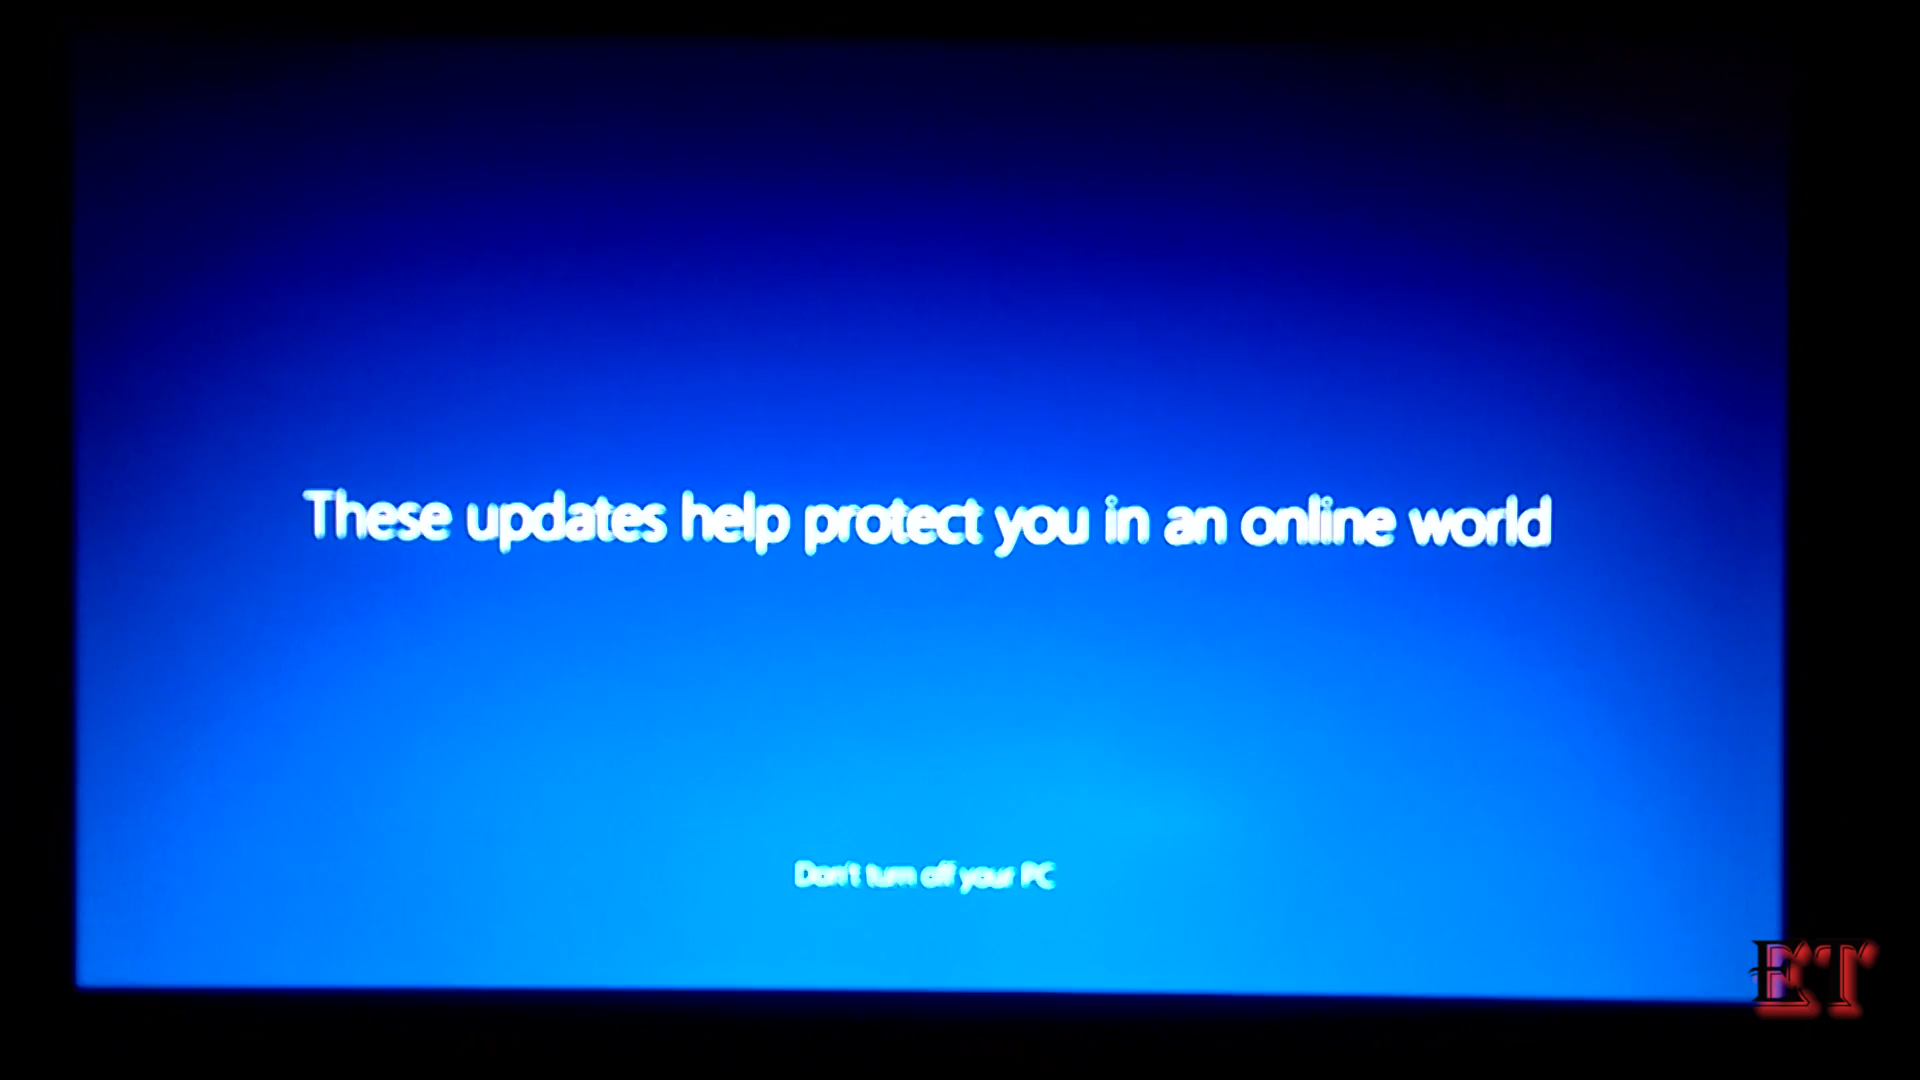 These updates help protect you in an online world
Don't turn off your PC
ET